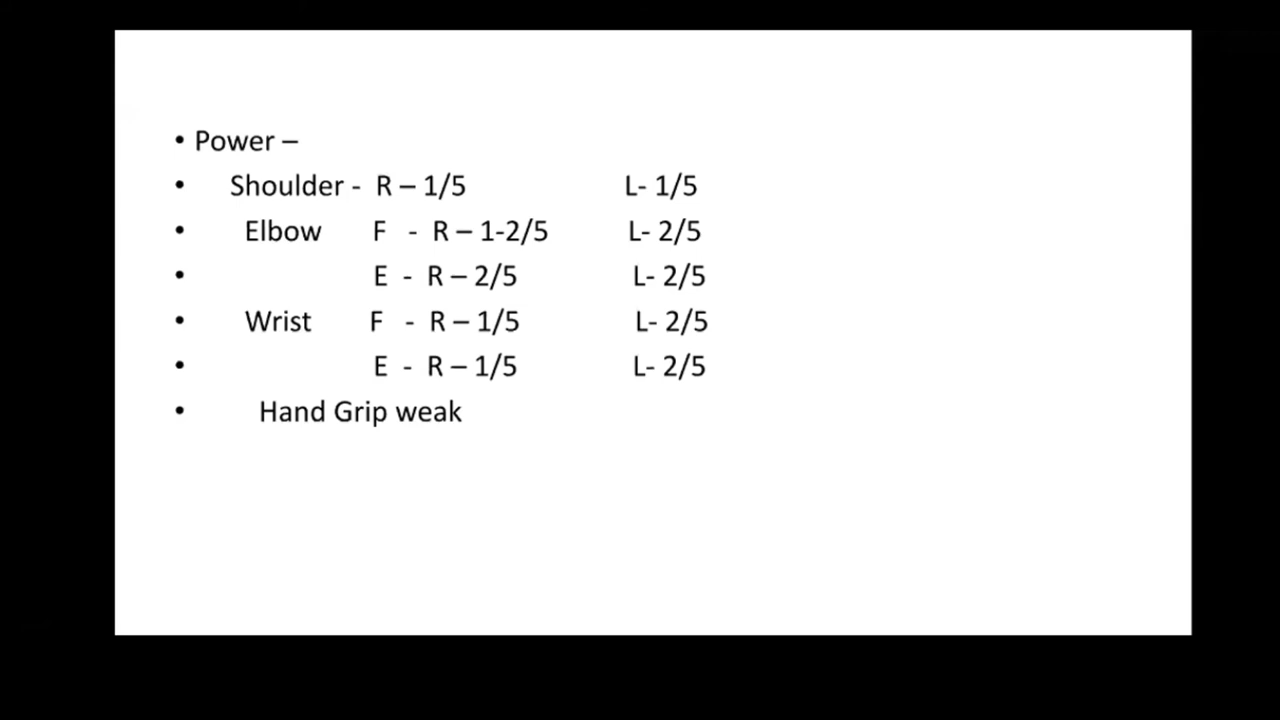 • Power –
• Shoulder - R – 1/5 L- 1/5
• Elbow F - R – 1-2/5 L- 2/5
• E - R – 2/5 L- 2/5
• Wrist F - R – 1/5 L- 2/5
• E - R – 1/5 L- 2/5
• Hand Grip weak